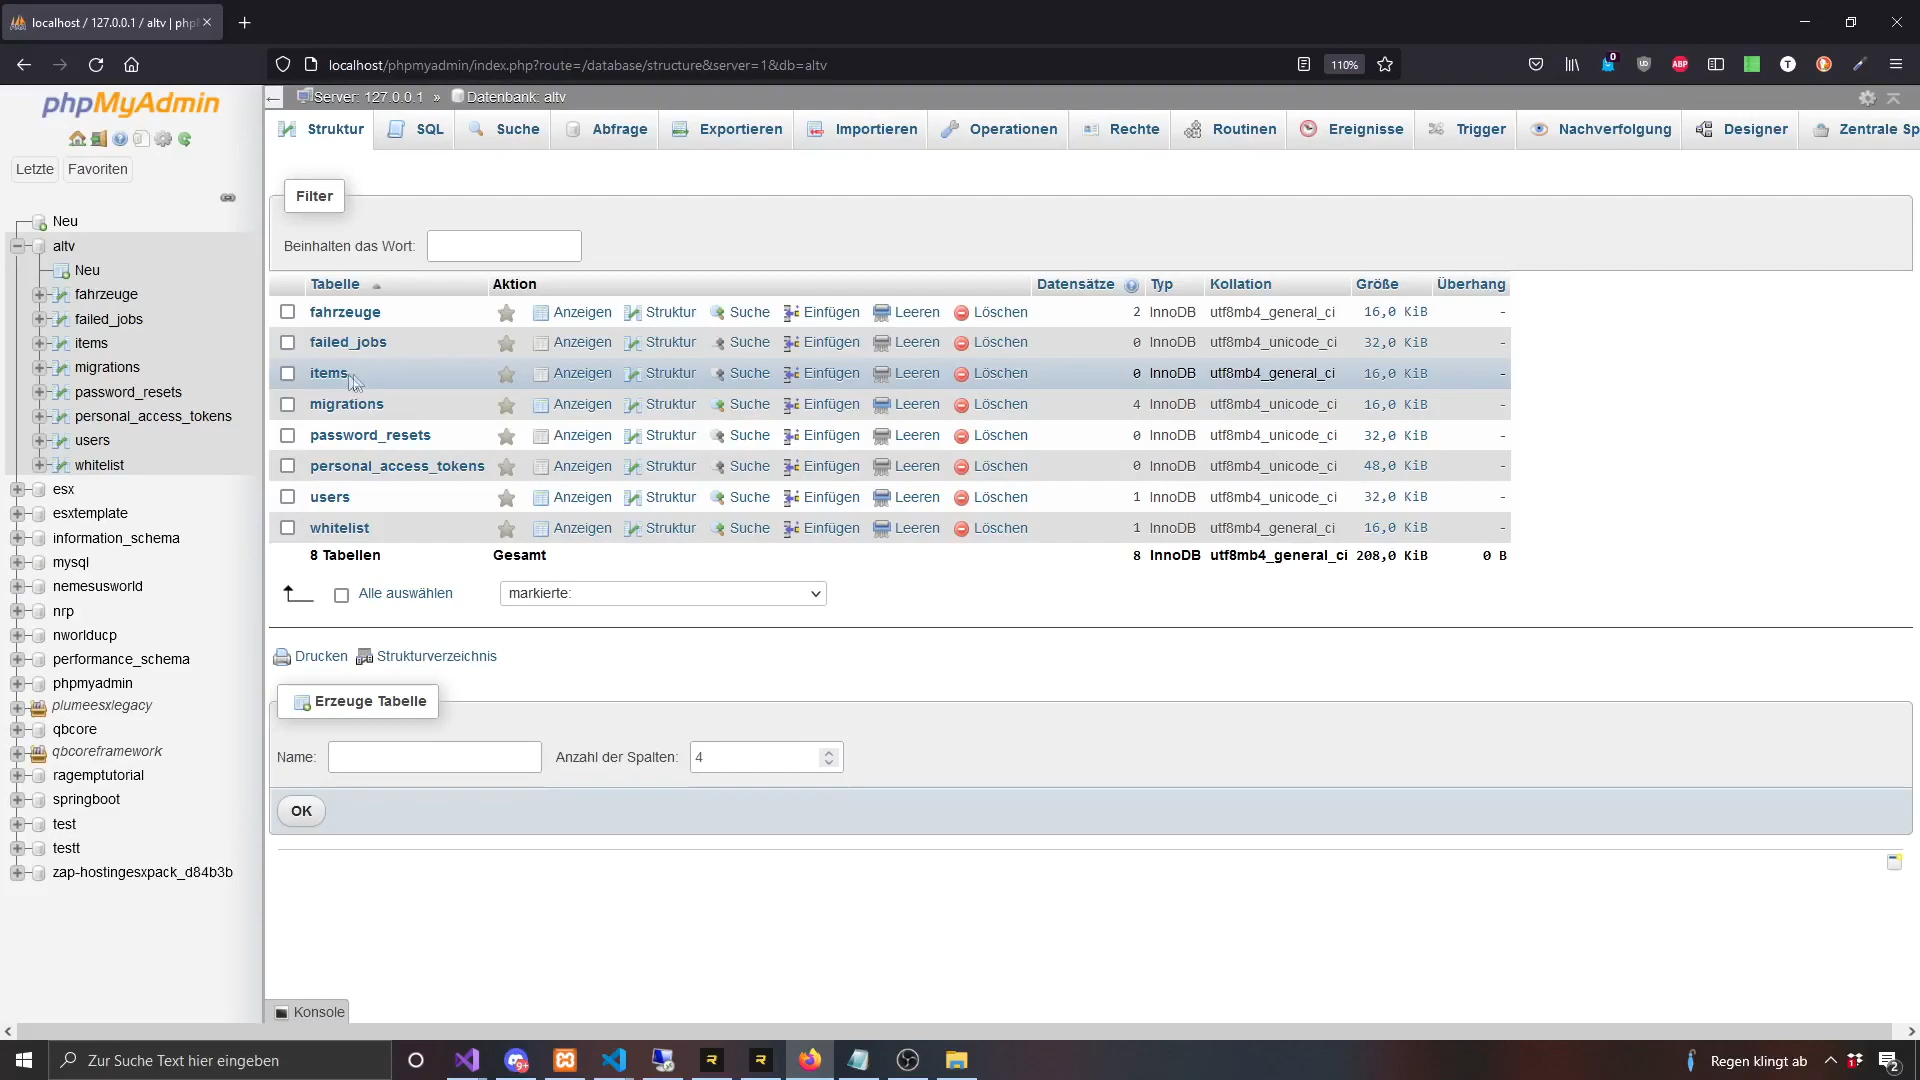 localhost / 127.0.0.1 / altv | php
localhost/phpmyadmin/index.php?route=/database/structure&server=1&db=altv
110%
0
UD
ABP
T
phpMyAdmin
Letzte Favoriten
Neu
altv
Neu
fahrzeuge
failed_jobs
items
migrations
password_resets
personal_access_tokens
users
whitelist
esx
esxtemplate
information_schema
mysql
nemesusworld
nrp
nworlducp
performance_schema
phpmyadmin
plumeesxlegacy
qbcore
qbcoreframework
ragemptutorial
springboot
test
testt
zap-hostingesxpack_d84b3b
Server: 127.0.0.1 » Datenbank: altv
Struktur SQL Suche Abfrage Exportieren Importieren Operationen Rechte Routinen Ereignisse Trigger Nachverfolgung Designer Zentrale Sp
Filter
Beinhalten das Wort:
Tabelle Aktion Datensätze Typ Kollation Größe Überhang
fahrzeuge Anzeigen Struktur Suche Einfügen Leeren Löschen 2 InnoDB utf8mb4_general_ci 16,0 KiB -
failed_jobs Anzeigen Struktur Suche Einfügen Leeren Löschen 0 InnoDB utf8mb4_unicode_ci 32,0 KiB -
items Anzeigen Struktur Suche Einfügen Leeren Löschen 0 InnoDB utf8mb4_general_ci 16,0 KiB -
migrations Anzeigen Struktur Suche Einfügen Leeren Löschen 4 InnoDB utf8mb4_unicode_ci 16,0 KiB -
password_resets Anzeigen Struktur Suche Einfügen Leeren Löschen 0 InnoDB utf8mb4_unicode_ci 32,0 KiB -
personal_access_tokens Anzeigen Struktur Suche Einfügen Leeren Löschen 0 InnoDB utf8mb4_unicode_ci 48,0 KiB -
users Anzeigen Struktur Suche Einfügen Leeren Löschen 1 InnoDB utf8mb4_unicode_ci 32,0 KiB -
whitelist Anzeigen Struktur Suche Einfügen Leeren Löschen 1 InnoDB utf8mb4_general_ci 16,0 KiB -
8 Tabellen Gesamt 8 InnoDB utf8mb4_general_ci 208,0 KiB 0 B
Alle auswählen markierte:
Drucken Strukturverzeichnis
Erzeuge Tabelle
Name: Anzahl der Spalten: 4
OK
Konsole
Zur Suche Text hier eingeben
9+
Regen klingt ab
2